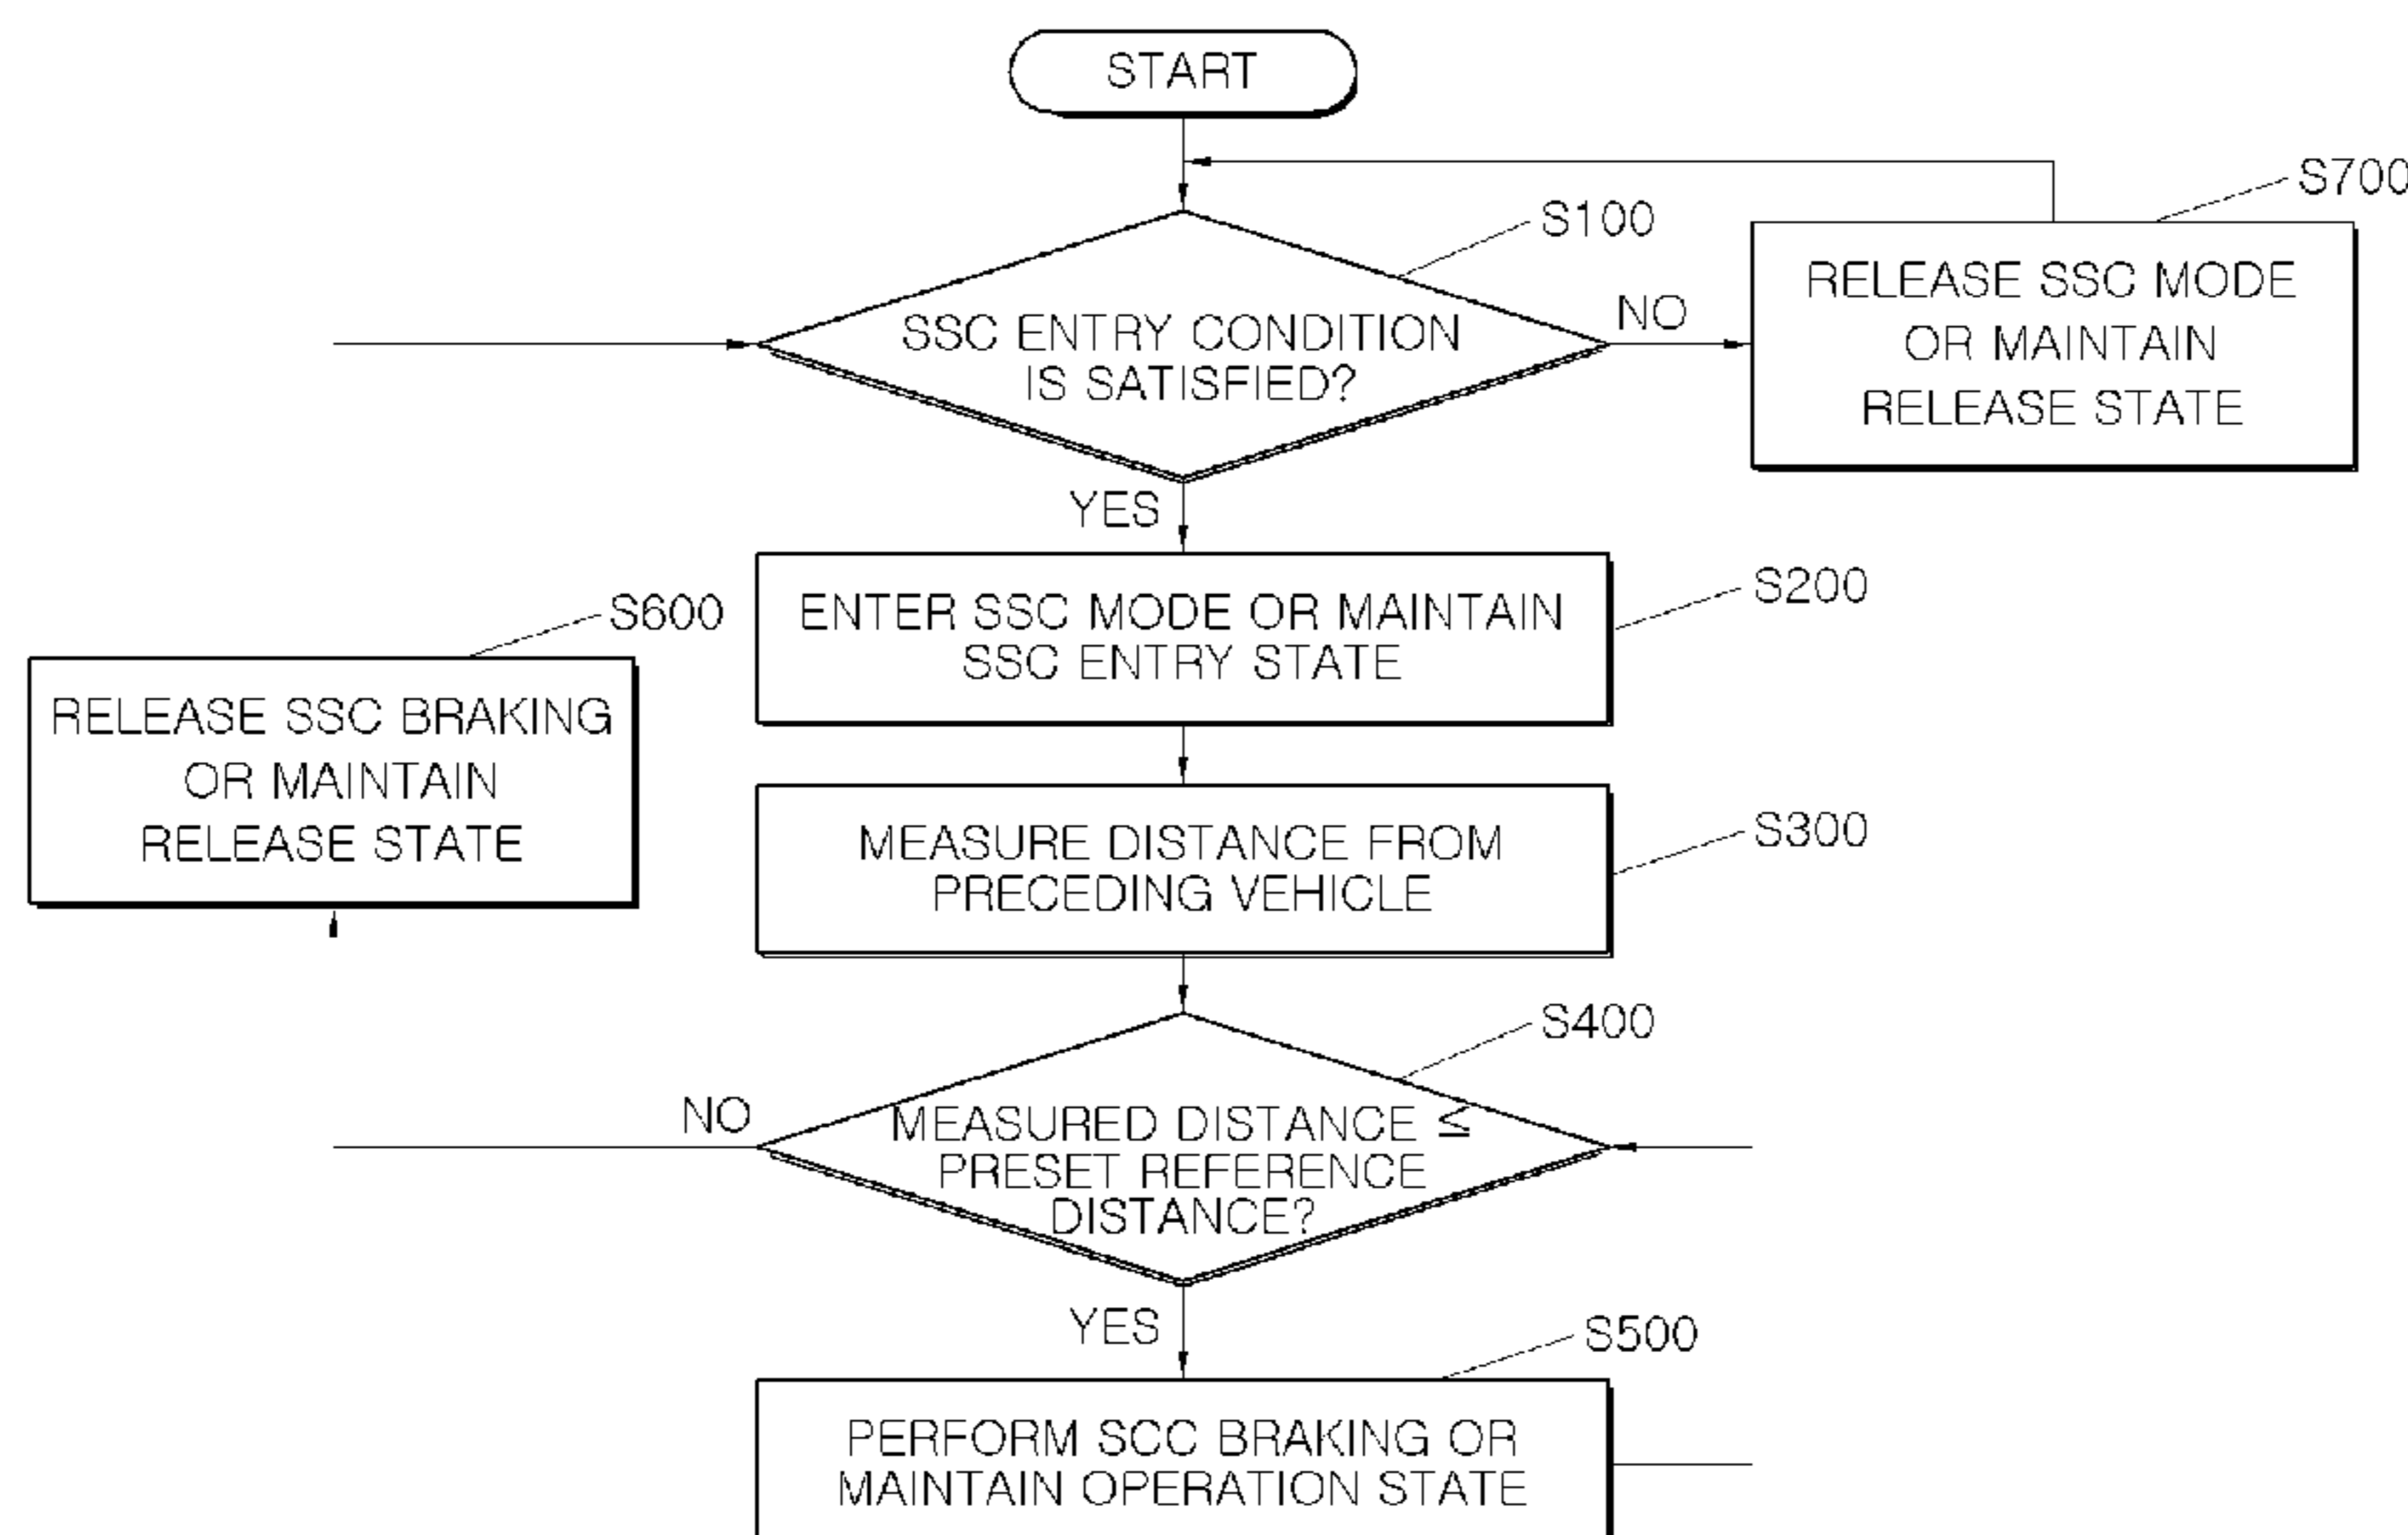 START
S700
S100
SSC ENTRY CONDITION
IS SATISFIED?
NO
RELEASE SSC MODE
OR MAINTAIN
RELEASE STATE
YES
S200
ENTER SSC MODE OR MAINTAIN
SSC ENTRY STATE
S600
RELEASE SSC BRAKING
OR MAINTAIN
RELEASE STATE
S300
MEASURE DISTANCE FROM
PRECEDING VEHICLE
S400
NO
MEASURED DISTANCE ≤
PRESET REFERENCE
DISTANCE?
YES
S500
PERFORM SCC BRAKING OR
MAINTAIN OPERATION STATE